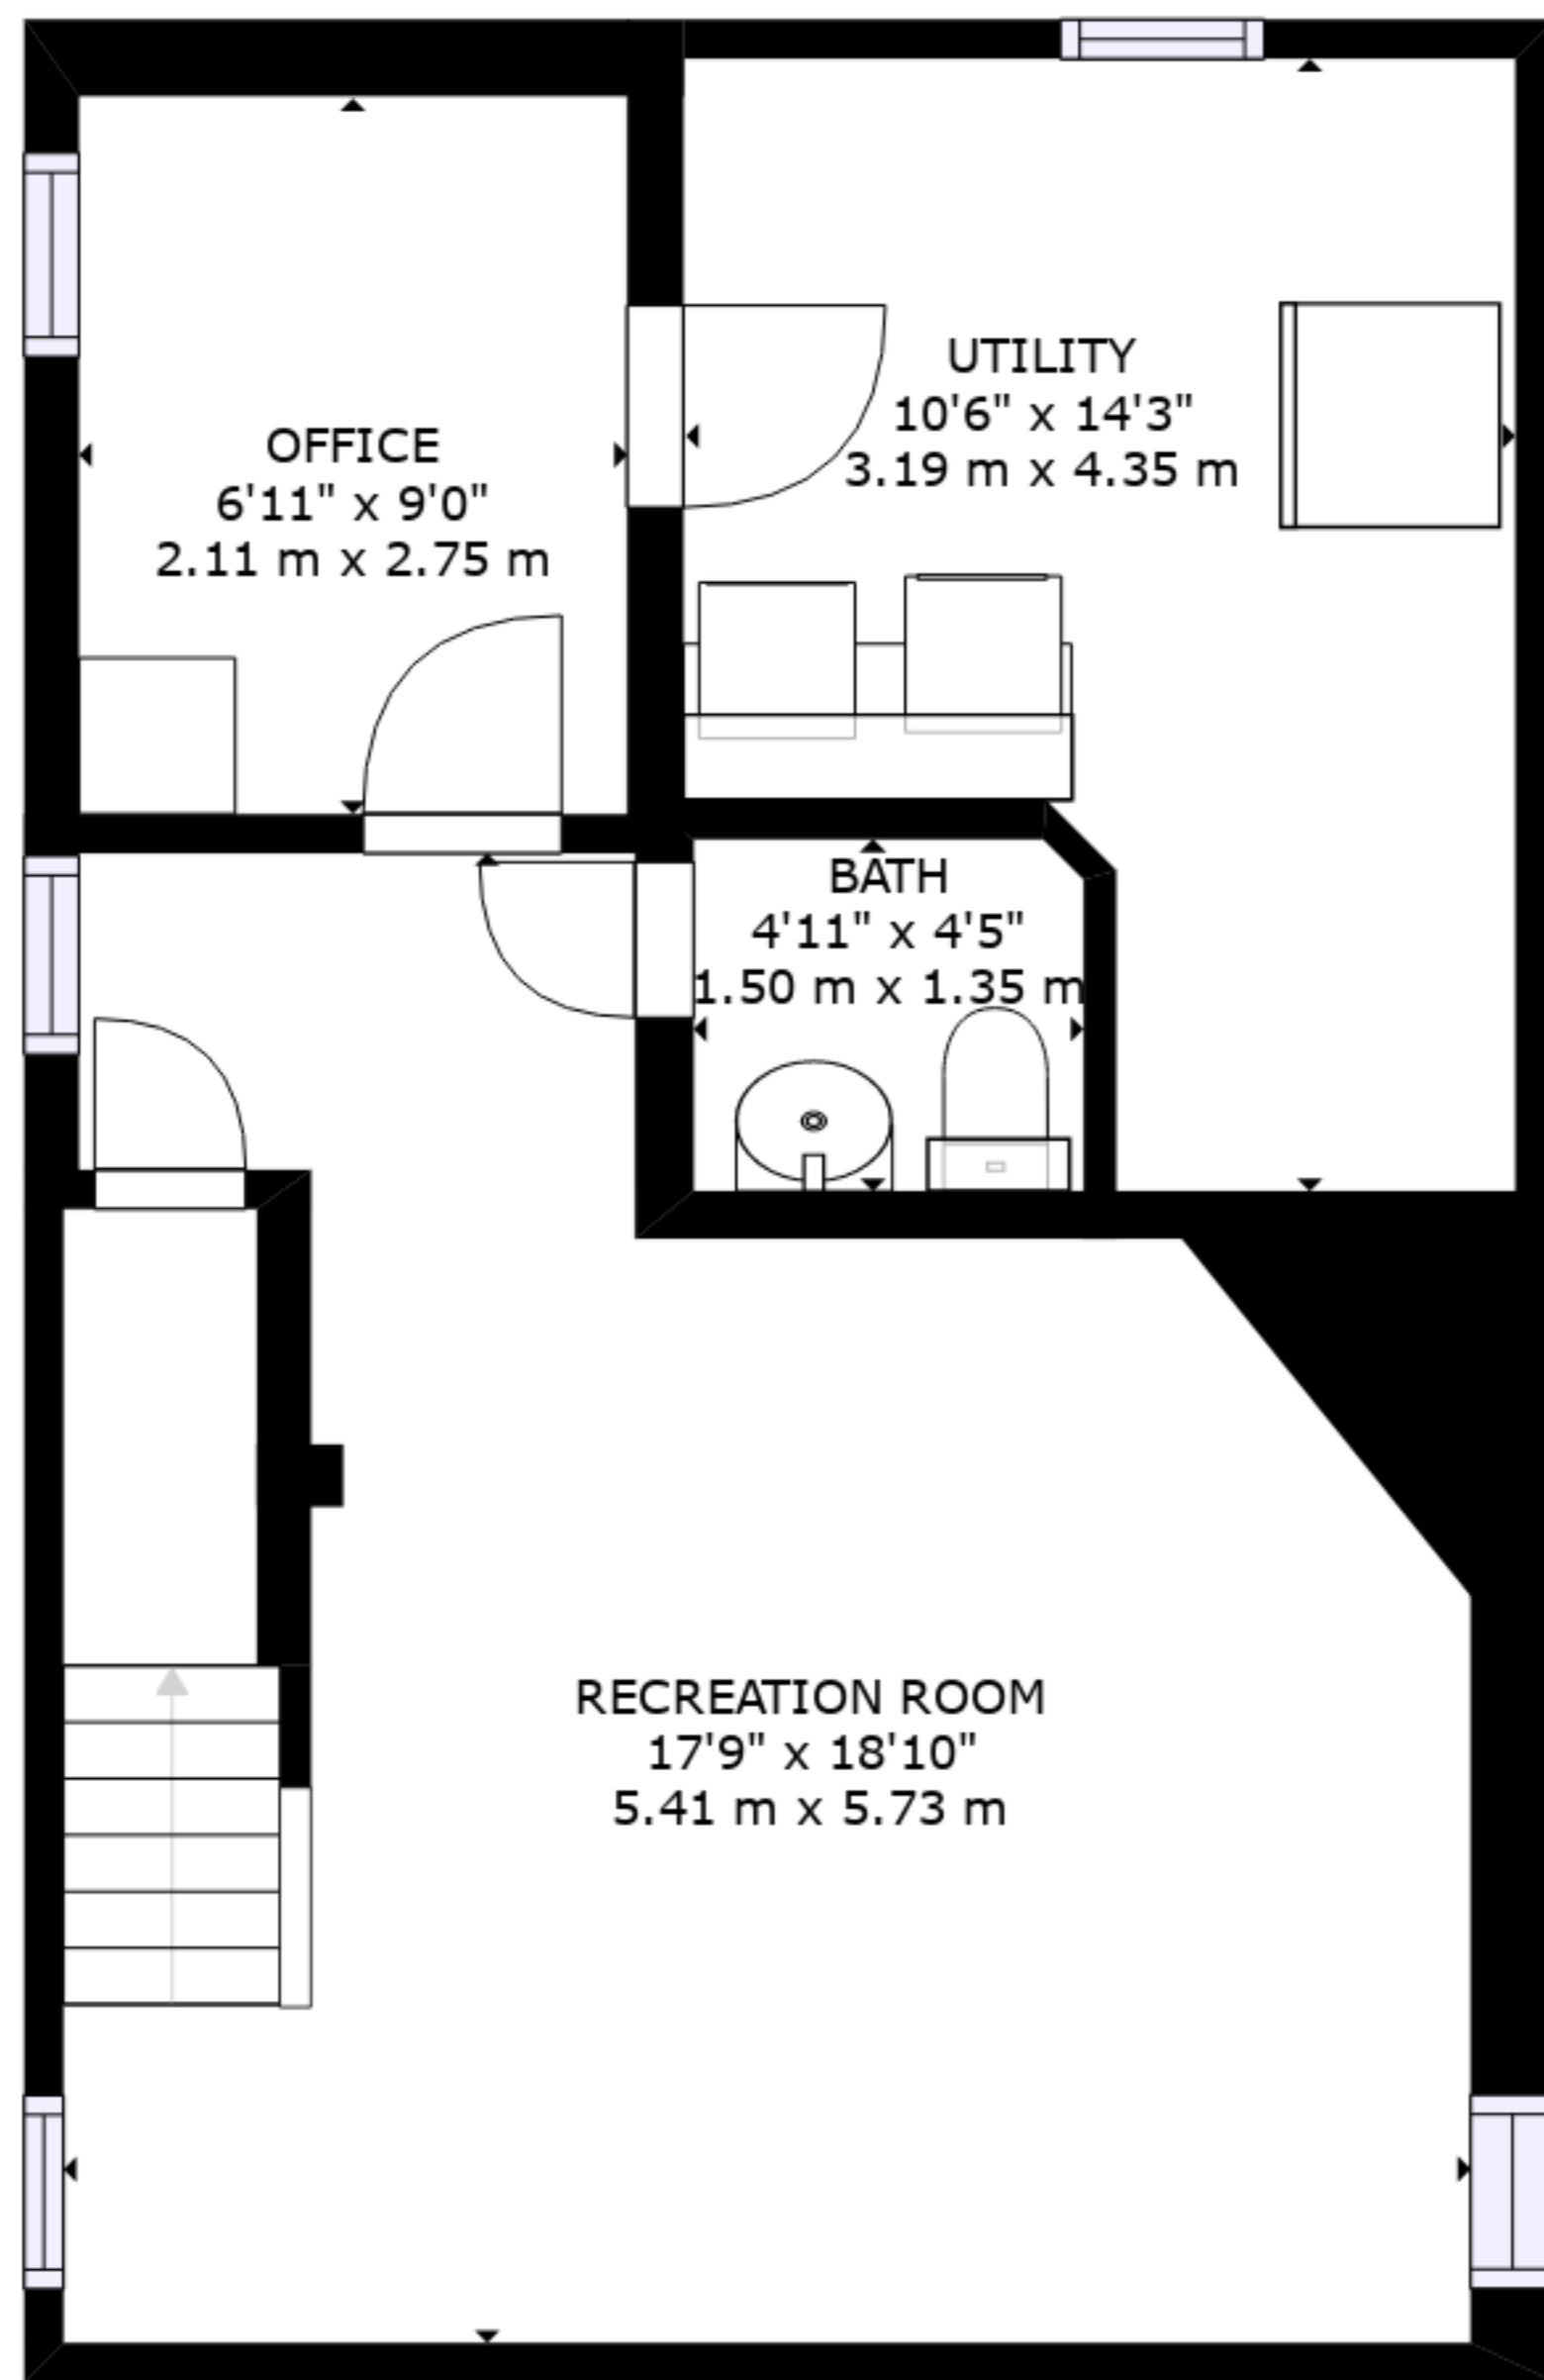 UTILITY
10'6" x 14'3"
3.19 m x 4.35 m
OFFICE
6'11" x 9'0"
2.11 m x 2.75 m
BATH
4'11" x 4'5"
1.50 m x 1.35 m
RECREATION ROOM
17'9" x 18'10"
5.41 m x 5.73 m